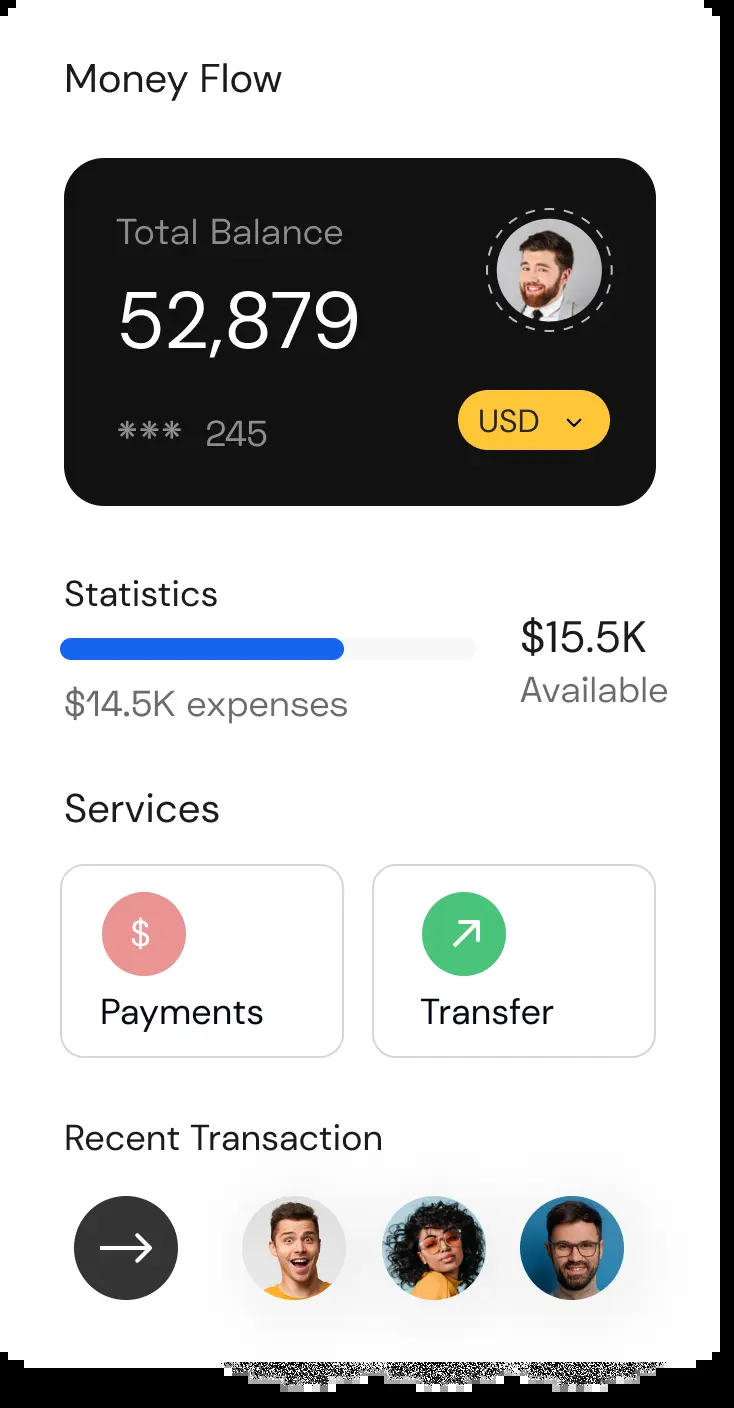 Money Flow
Total Balance
52,879
*** 245
USD
Statistics
$15.5K
$14.5K expenses
Available
Services
$
Payments
Transfer
Recent Transaction